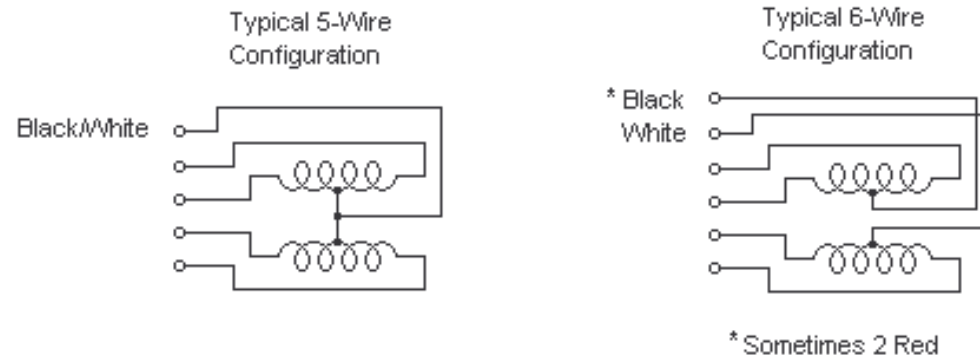 Typical 5-Wire
Configuration
Black/White
Typical 6-Wire
Configuration
* Black
White
* Sometimes 2 Red